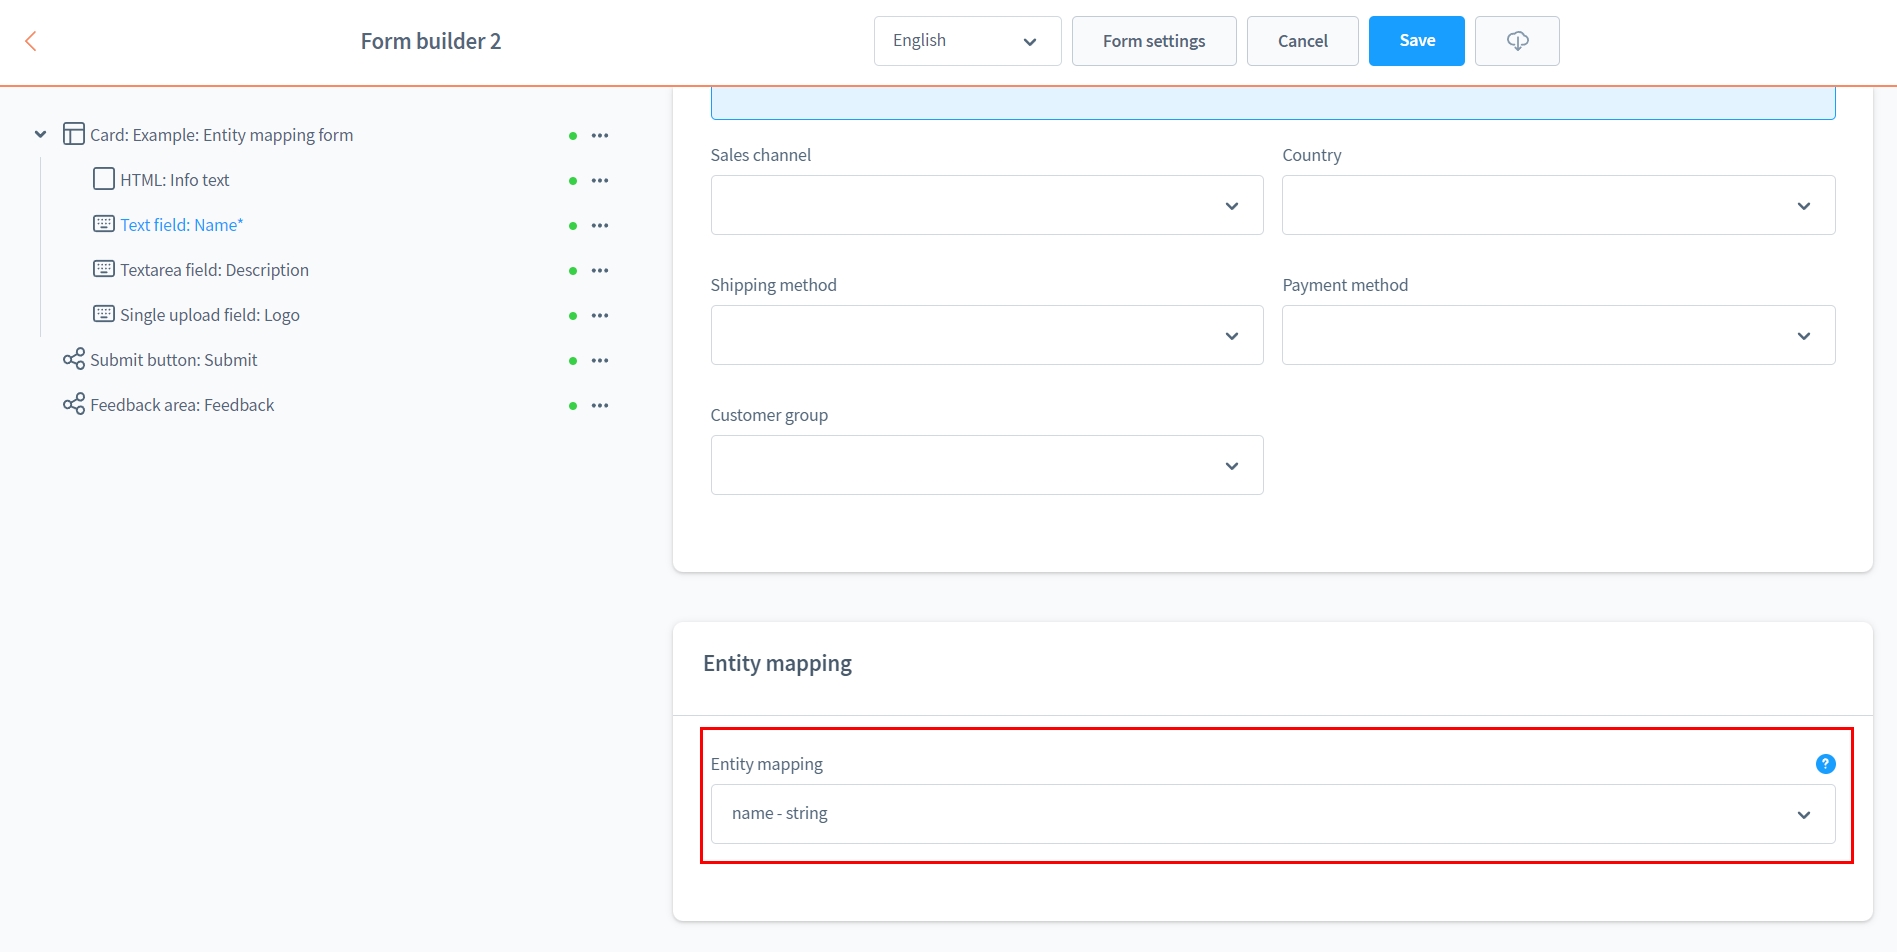 Form builder 2
English
Form settings
Cancel
Save
Card: Example: Entity mapping form
HTML: Info text
Text field: Name*
Textarea field: Description
Single upload field: Logo
Submit button: Submit
Feedback area: Feedback
Sales channel
Country
Shipping method
Payment method
Customer group
Entity mapping
Entity mapping
?
name - string